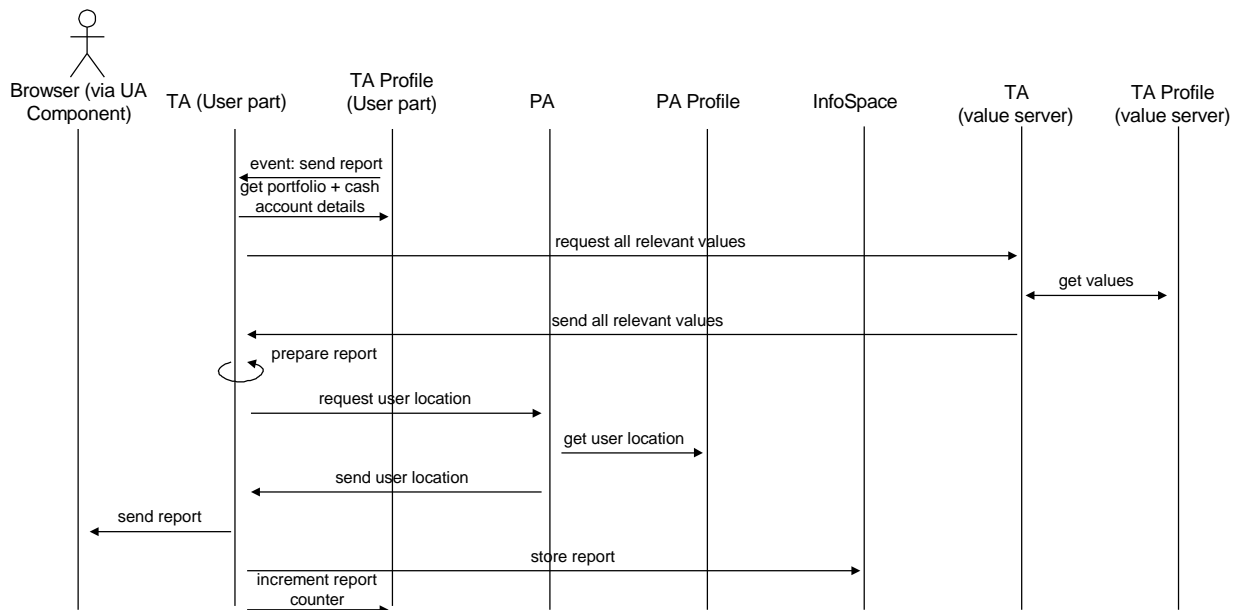 Browser (via UA
Component)
TA (User part)
TA Profile
(User part)
PA
PA Profile
InfoSpace
TA
(value server)
TA Profile
(value server)
event: send report
get portfolio + cash
account details
request all relevant values
get values
send all relevant values
prepare report
request user location
get user location
send user location
send report
store report
increment report
counter